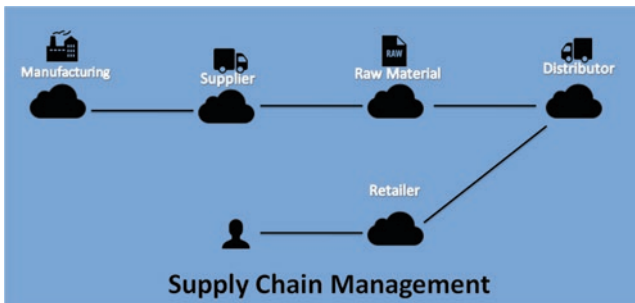 Manufacturing
Supplier
RAW
Raw Material
Distributor
Retailer
Supply Chain Management